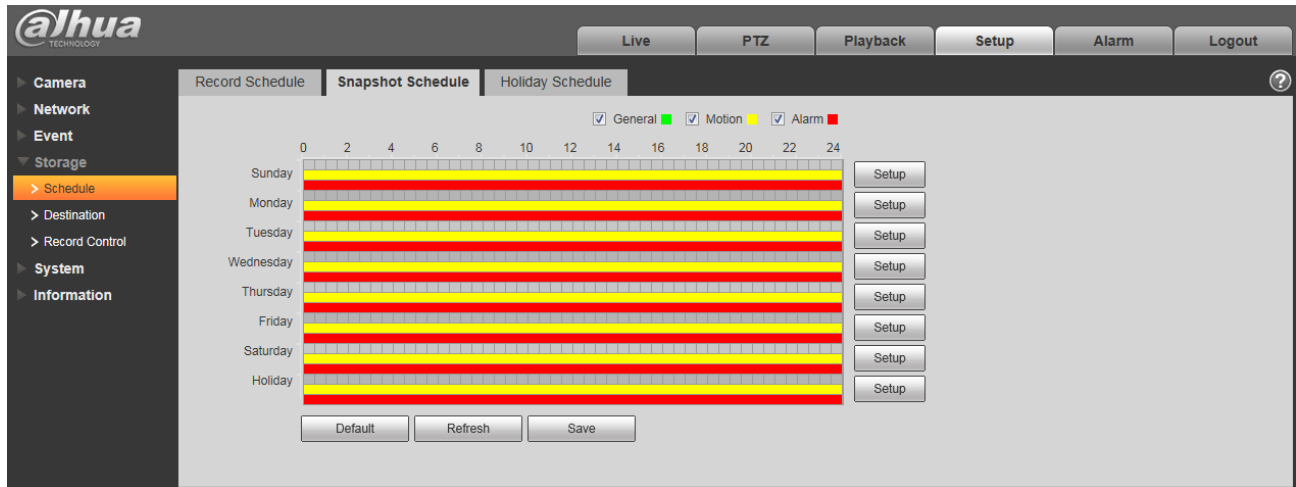 alhua
TECHNOLOGY
Live PTZ Playback Setup Alarm Logout
Camera
Network
Event
Storage
> Schedule
> Destination
> Record Control
System
Information
Record Schedule Snapshot Schedule Holiday Schedule
?
General Motion Alarm
0 2 4 6 8 10 12 14 16 18 20 22 24
Sunday Setup
Monday Setup
Tuesday Setup
Wednesday Setup
Thursday Setup
Friday Setup
Saturday Setup
Holiday Setup
Default Refresh Save